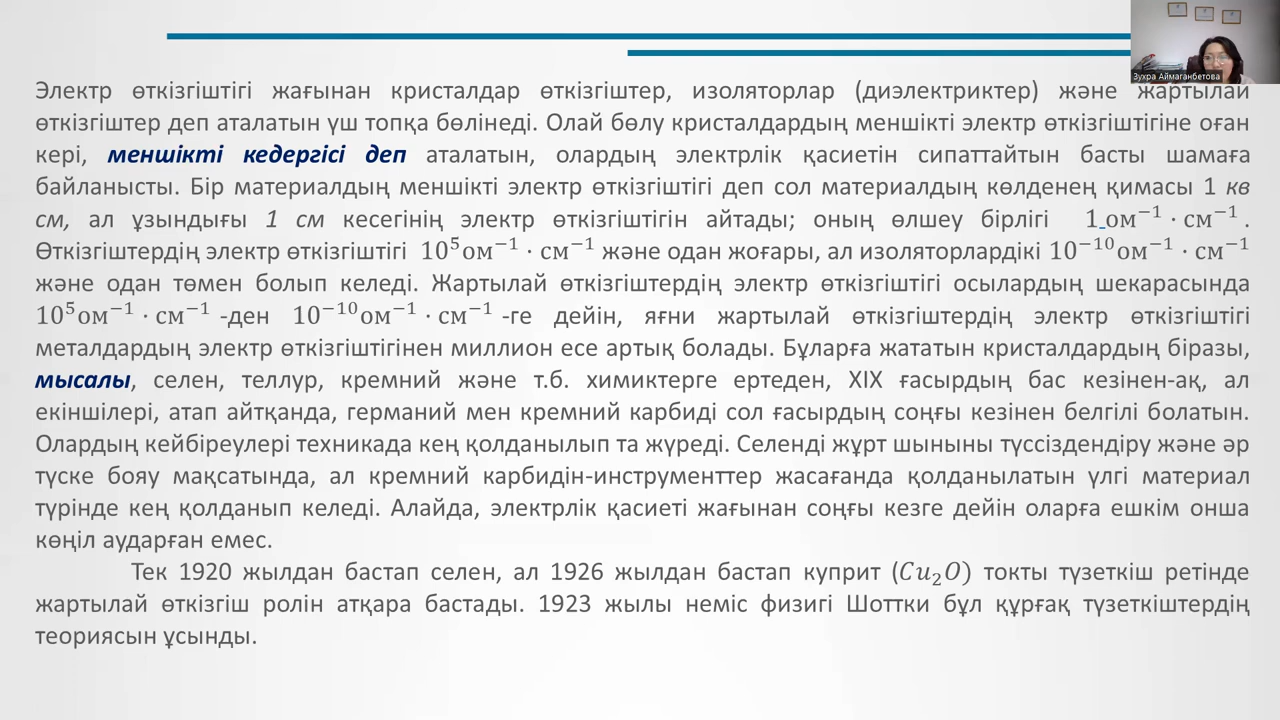 Зухра Аймаганбетова
Электр өткізгіштігі жағынан кристалдар өткізгіштер, изоляторлар (диэлектриктер) және жартылай
өткізгіштер деп аталатын үш топқа бөлінеді. Олай бөлу кристалдардың меншікті электр өткізгіштігіне оған
кері, меншікті кедергісі деп аталатын, олардың электрлік қасиетін сипаттайтын басты шамаға
байланысты. Бір материалдың меншікті электр өткізгіштігі деп сол материалдың көлденең қимасы 1 кв
см, ал ұзындығы 1 см кесегінің электр өткізгіштігін айтады; оның өлшеу бірлігі 1 ом⁻¹ · см⁻¹ .
Өткізгіштердің электр өткізгіштігі 10⁵ом⁻¹ · см⁻¹ және одан жоғары, ал изоляторлардікі 10⁻¹⁰ом⁻¹ · см⁻¹
және одан төмен болып келеді. Жартылай өткізгіштердің электр өткізгіштігі осылардың шекарасында
10⁵ом⁻¹ · см⁻¹ -ден 10⁻¹⁰ом⁻¹ · см⁻¹ -ге дейін, яғни жартылай өткізгіштердің электр өткізгіштігі
металдардың электр өткізгіштігінен миллион есе артық болады. Бұларға жататын кристалдардың біразы,
мысалы, селен, теллур, кремний және т.б. химиктерге ертеден, XIX ғасырдың бас кезінен-ақ, ал
екіншілері, атап айтқанда, германий мен кремний карбиді сол ғасырдың соңғы кезінен белгілі болатын.
Олардың кейбіреулері техникада кең қолданылып та жүреді. Селенді жұрт шыныны түссіздендіру және әр
түске бояу мақсатында, ал кремний карбидін-инструменттер жасағанда қолданылатын үлгі материал
түрінде кең қолданып келеді. Алайда, электрлік қасиеті жағынан соңғы кезге дейін оларға ешкім онша
көңіл аударған емес.
Тек 1920 жылдан бастап селен, ал 1926 жылдан бастап куприт (Cu₂O) токты түзеткіш ретінде
жартылай өткізгіш ролін атқара бастады. 1923 жылы неміс физигі Шоттки бұл құрғақ түзеткіштердің
теориясын ұсынды.